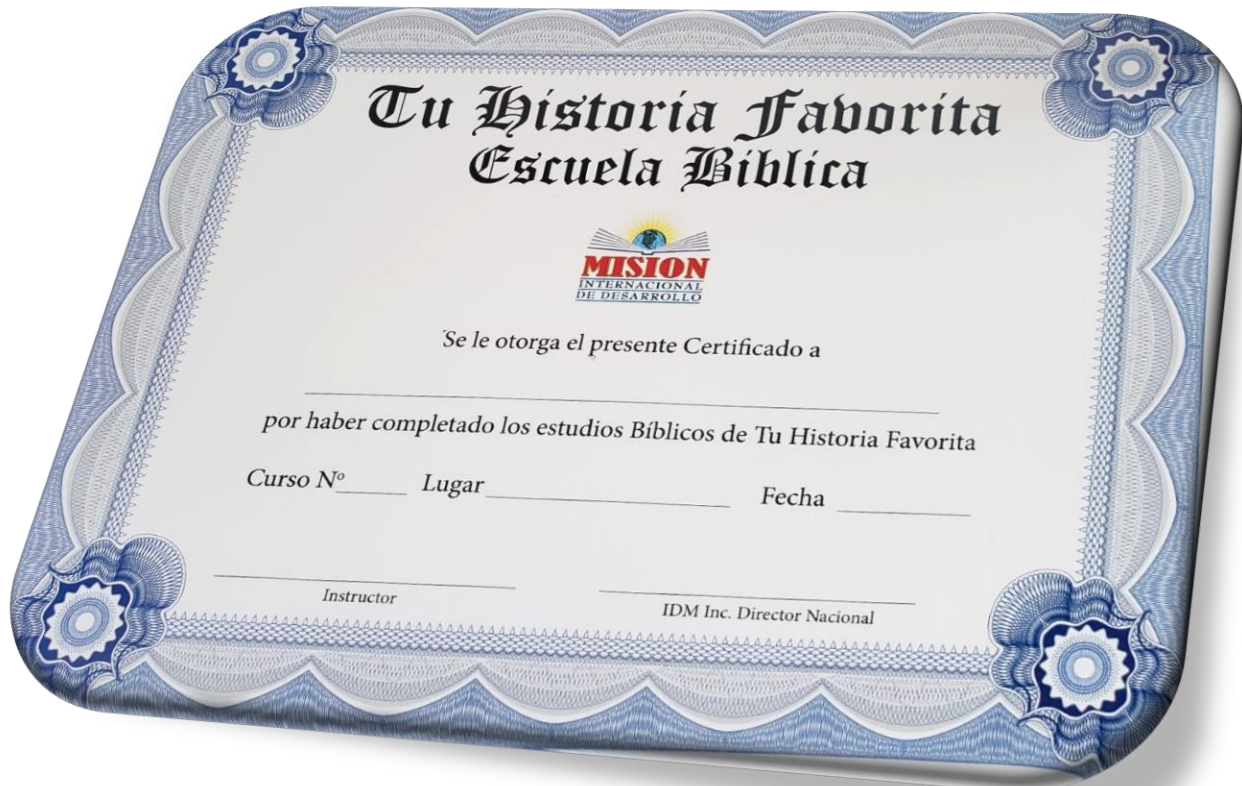 Tu Historia Favorita
Escuela Biblica
MISION
INTERNACIONAL
DE DESARROLLO
Se le otorga el presente Certificado a
por haber completado los estudios Bíblicos de Tu Historia Favorita
Curso Nº Lugar Fecha
Instructor IDM Inc. Director Nacional